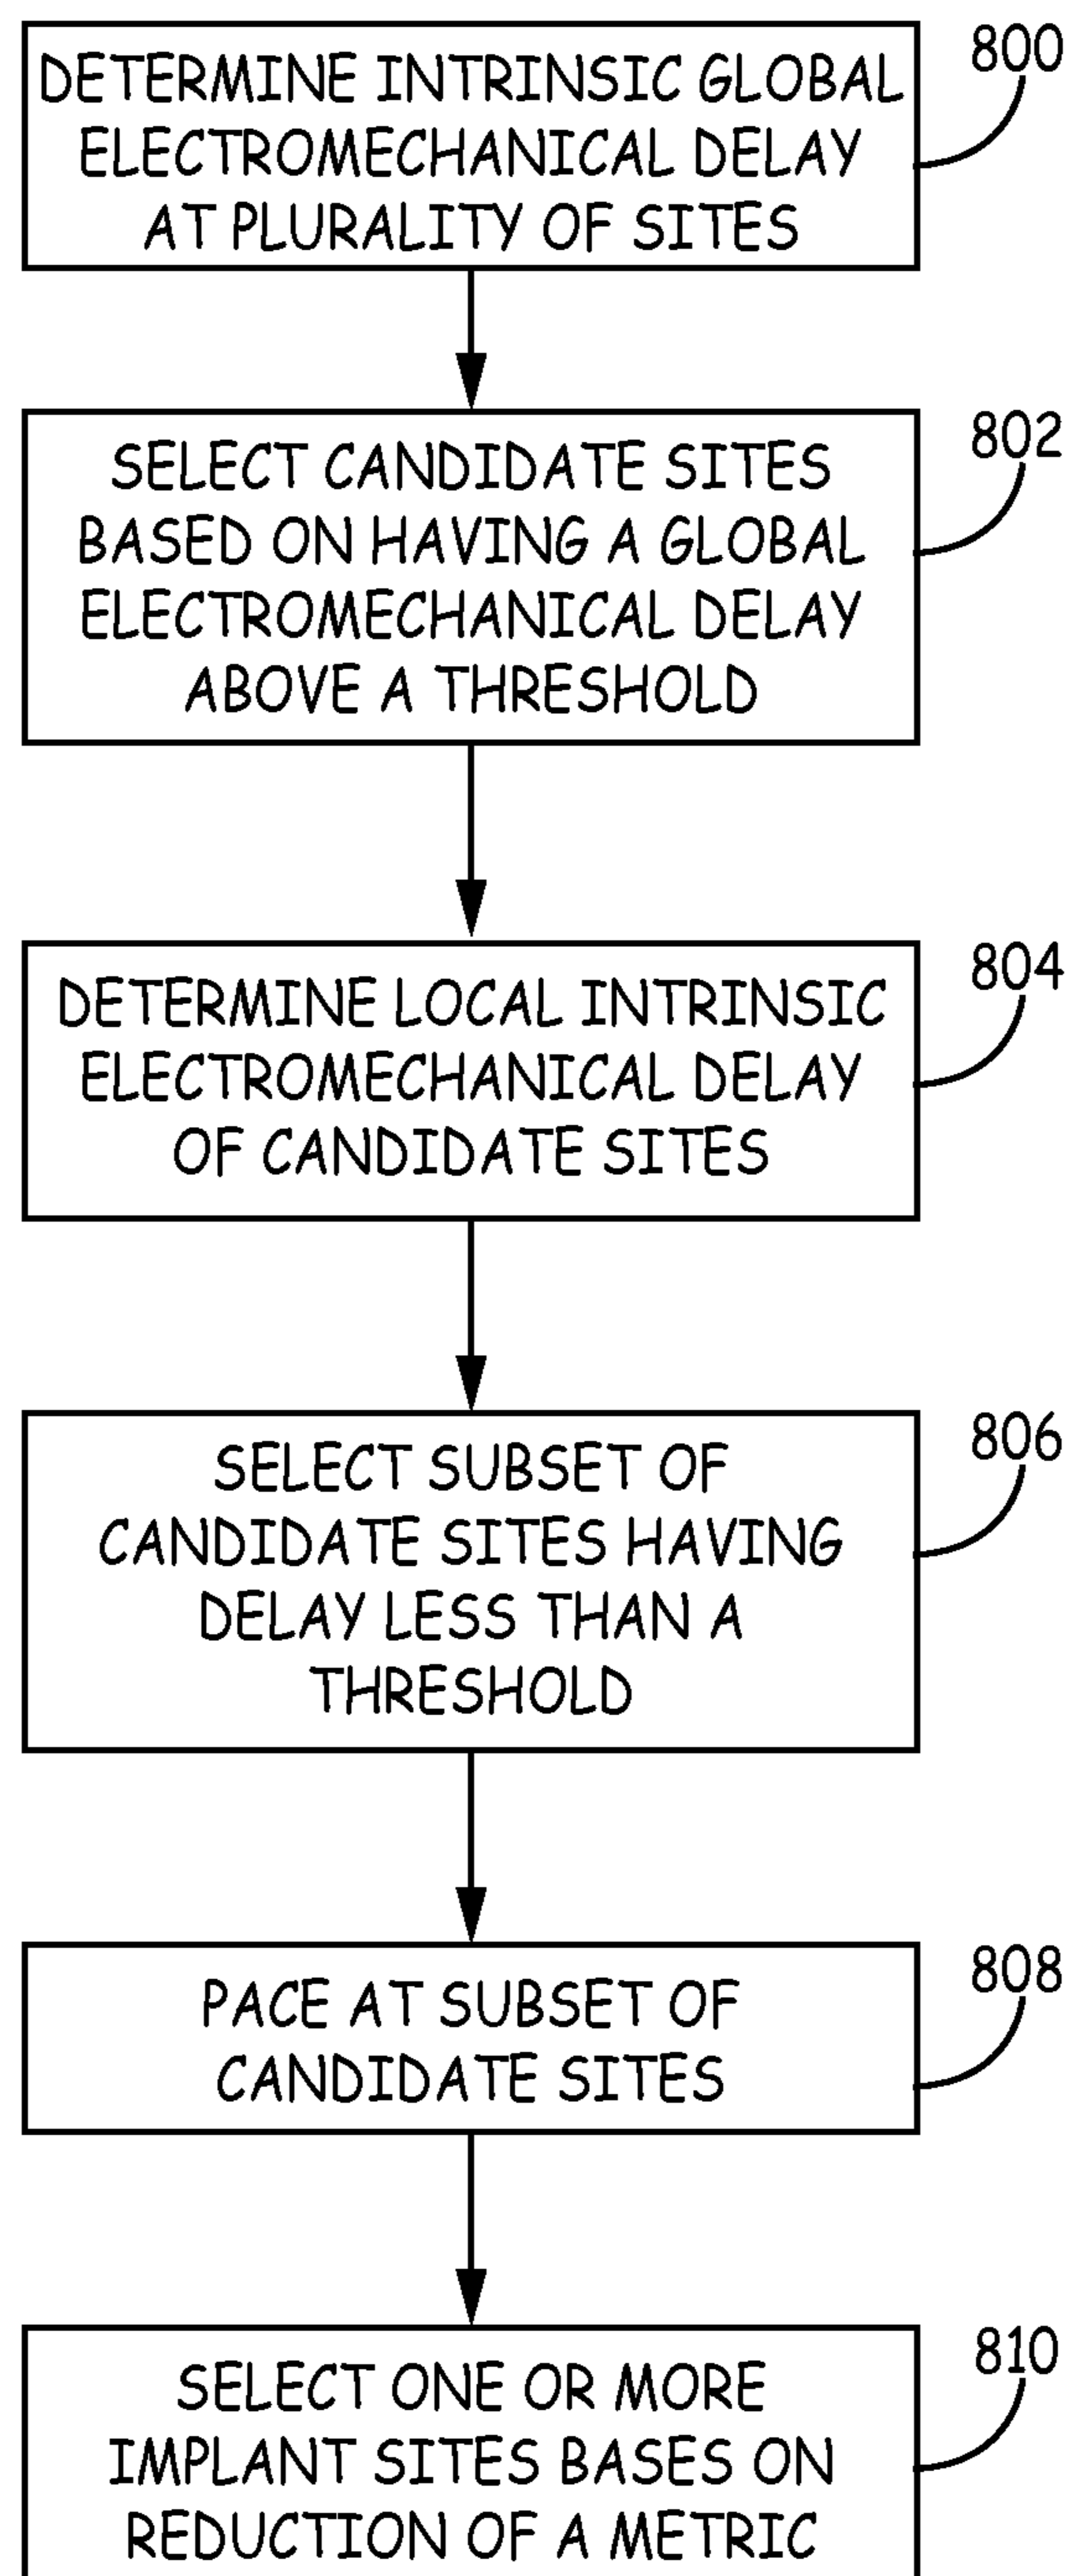 DETERMINE INTRINSIC GLOBAL
ELECTROMECHANICAL DELAY
AT PLURALITY OF SITES
800
SELECT CANDIDATE SITES
BASED ON HAVING A GLOBAL
ELECTROMECHANICAL DELAY
ABOVE A THRESHOLD
802
DETERMINE LOCAL INTRINSIC
ELECTROMECHANICAL DELAY
OF CANDIDATE SITES
804
SELECT SUBSET OF
CANDIDATE SITES HAVING
DELAY LESS THAN A
THRESHOLD
806
PACE AT SUBSET OF
CANDIDATE SITES
808
SELECT ONE OR MORE
IMPLANT SITES BASES ON
REDUCTION OF A METRIC
810